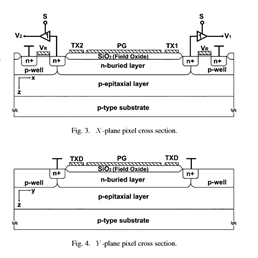 S S
V₂ V₁
VR TX2 PG TX1 VR
n+ n+ SiO₂ (Field Oxide) n+ n+
p-well n-buried layer p-well
p-epitaxial layer
x
z
p-type substrate
Fig. 3. X-plane pixel cross section.
TXD PG TXD
n+ SiO₂ (Field Oxide) n+
p-well n-buried layer p-well
y
p-epitaxial layer
z
p-type substrate
Fig. 4. Y-plane pixel cross section.